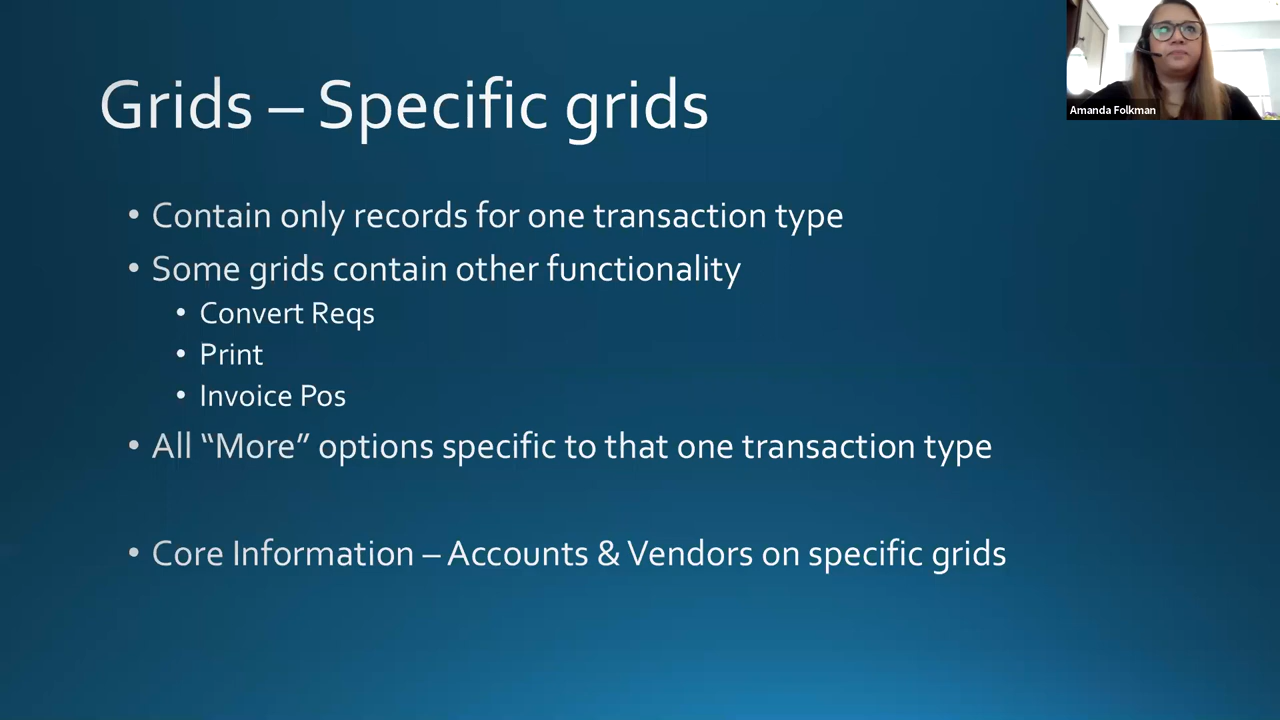 Grids – Specific grids
Amanda Folkman
• Contain only records for one transaction type
• Some grids contain other functionality
• Convert Reqs
• Print
• Invoice Pos
• All “More” options specific to that one transaction type
• Core Information – Accounts & Vendors on specific grids